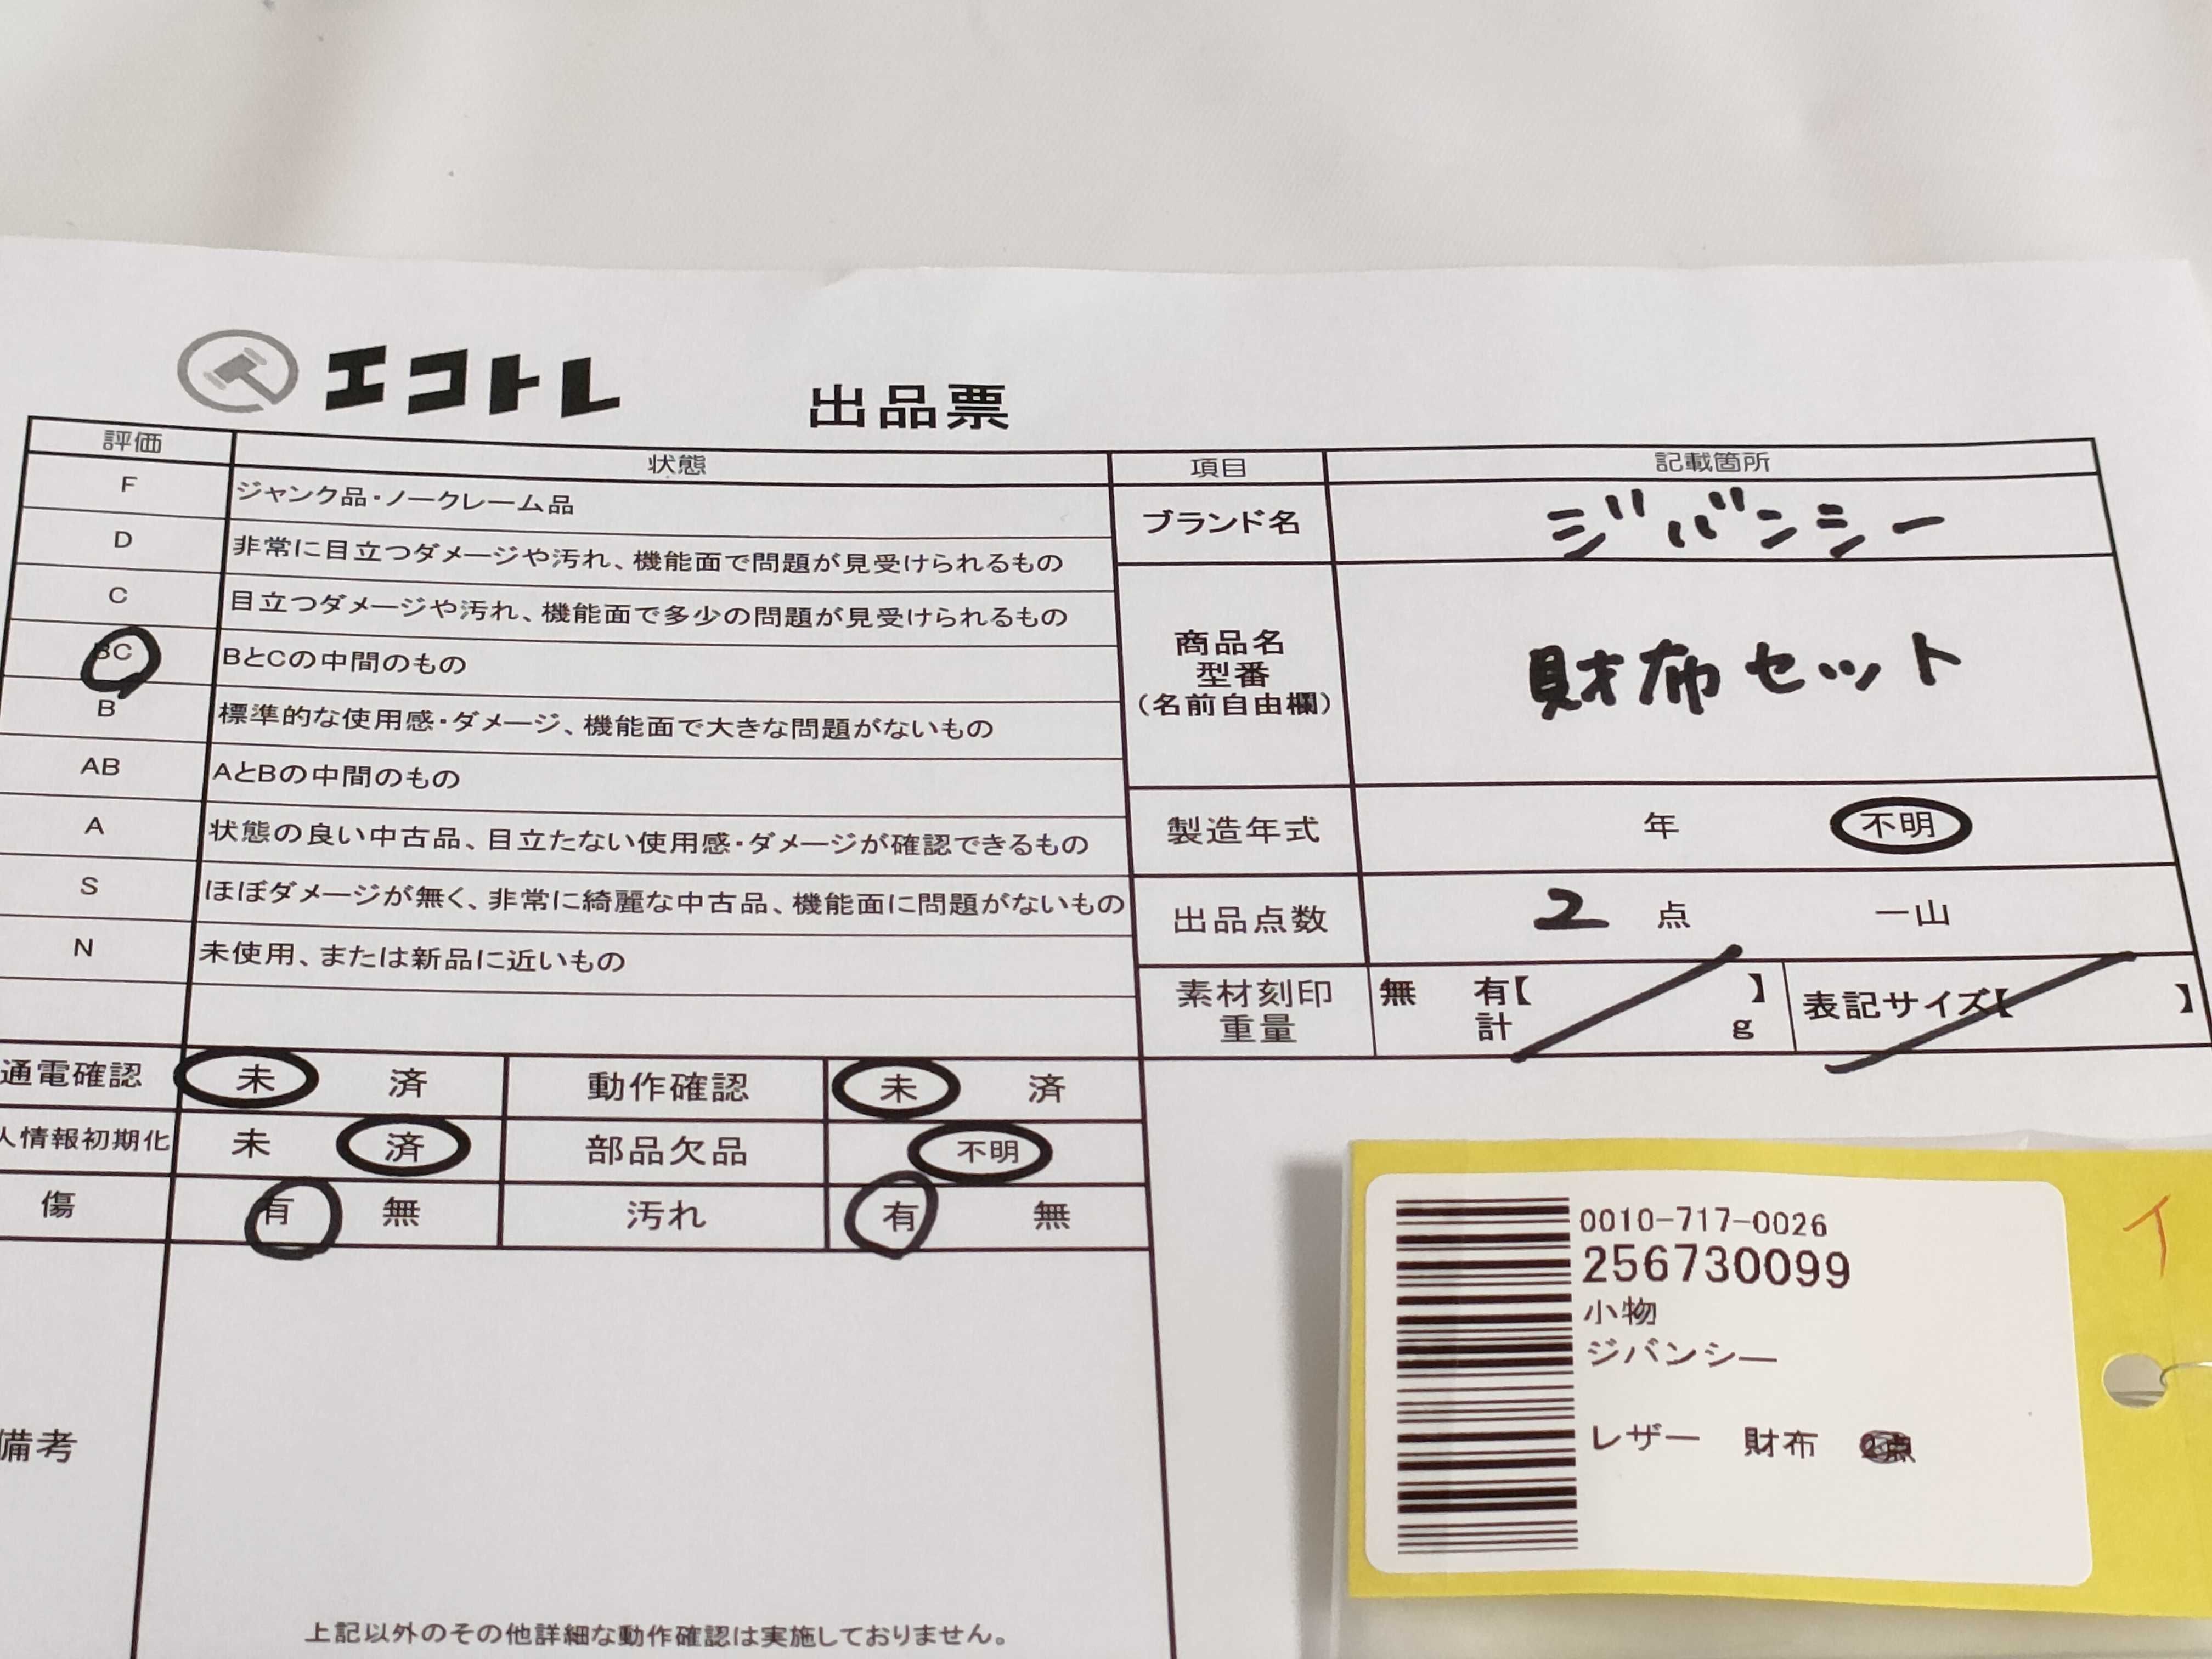 エコトレ
出品票
評価 状態 項目 記載箇所
F ジャンク品・ノークレーム品
D 非常に目立つダメージや汚れ、機能面で問題が見受けられるもの
C 目立つダメージや汚れ、機能面で多少の問題が見受けられるもの
BC BとCの中間のもの
B 標準的な使用感・ダメージ、機能面で大きな問題がないもの
AB AとBの中間のもの
A 状態の良い中古品、目立たない使用感・ダメージが確認できるもの
S ほぼダメージが無く、非常に綺麗な中古品、機能面に問題がないもの
N 未使用、または新品に近いもの
ブランド名 ジバンシー
商品名
型番
(名前自由欄)
財布セット
製造年式 年 不明
出品点数 2 点 一山
素材刻印
重量
無 有【 】
計 g
表記サイズ【 】
通電確認 未 済 動作確認 未 済
人情報初期化 未 済 部品欠品 不明
傷 有 無 汚れ 有 無
備考
上記以外のその他詳細な動作確認は実施しておりません。
0010-717-0026
256730099
小物
ジバンシー
レザー 財布
イ